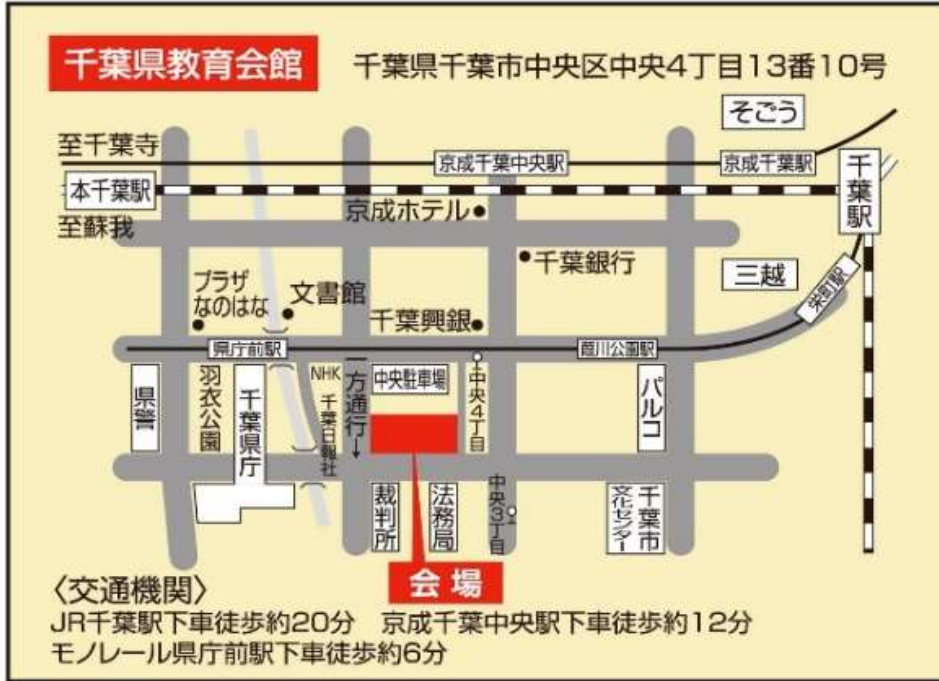 千葉県教育会館
千葉県千葉市中央区中央4丁目13番10号
そごう
至千葉寺
京成千葉中央駅
京成千葉駅
千葉駅
本千葉駅
京成ホテル
至蘇我
千葉銀行
三越
栄町駅
プラザ
なのはな
文書館
千葉興銀
県庁前駅
葭川公園駅
県警
羽衣公園
千葉県庁
NHK
千葉日報社
一方通行→
中央駐車場
中央4丁目
パルコ
裁判所
法務局
中央3丁目
千葉市
文化センター
会場
〈交通機関〉
JR千葉駅下車徒歩約20分 京成千葉中央駅下車徒歩約12分
モノレール県庁前駅下車徒歩約6分